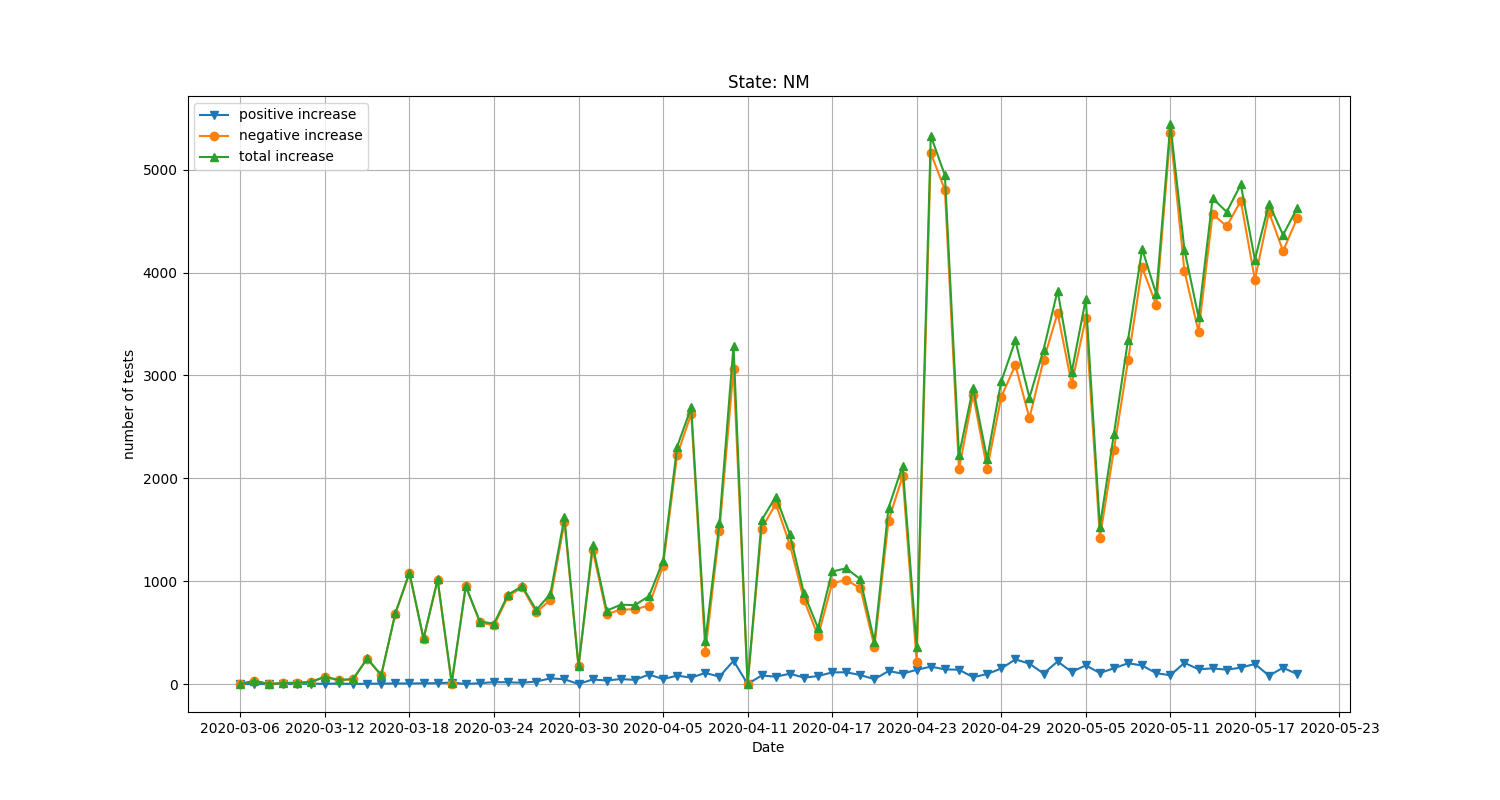 State: NM
positive increase
negative increase
total increase
5000
4000
3000
2000
1000
0
number of tests
2020-03-06 2020-03-12 2020-03-18 2020-03-24 2020-03-30 2020-04-05 2020-04-11 2020-04-17 2020-04-23 2020-04-29 2020-05-05 2020-05-11 2020-05-17 2020-05-23
Date